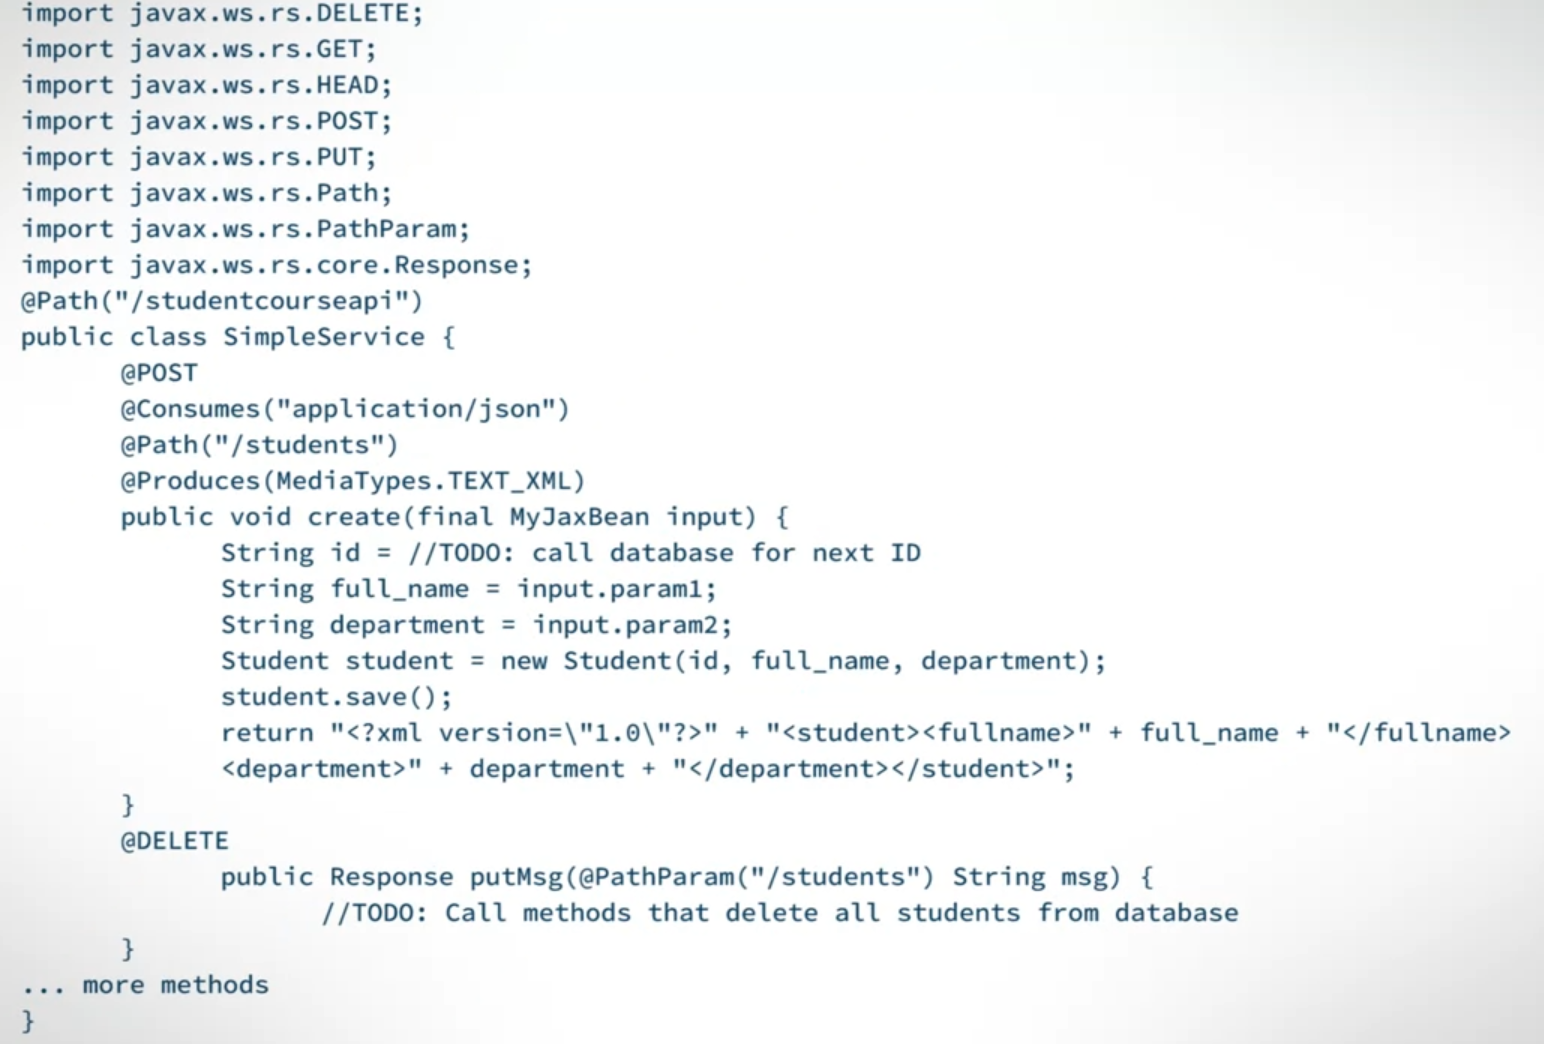 import javax.ws.rs.DELETE;
import javax.ws.rs.GET;
import javax.ws.rs.HEAD;
import javax.ws.rs.POST;
import javax.ws.rs.PUT;
import javax.ws.rs.Path;
import javax.ws.rs.PathParam;
import javax.ws.rs.core.Response;
@Path("/studentcourseapi")
public class SimpleService {
@POST
@Consumes("application/json")
@Path("/students")
@Produces(MediaTypes.TEXT_XML)
public void create(final MyJaxBean input) {
String id = //TODO: call database for next ID
String full_name = input.param1;
String department = input.param2;
Student student = new Student(id, full_name, department);
student.save();
return "<?xml version=\"1.0\"?>" + "<student><fullname>" + full_name + "</fullname>
<department>" + department + "</department></student>";
}
@DELETE
public Response putMsg(@PathParam("/students") String msg) {
//TODO: Call methods that delete all students from database
}
... more methods
}